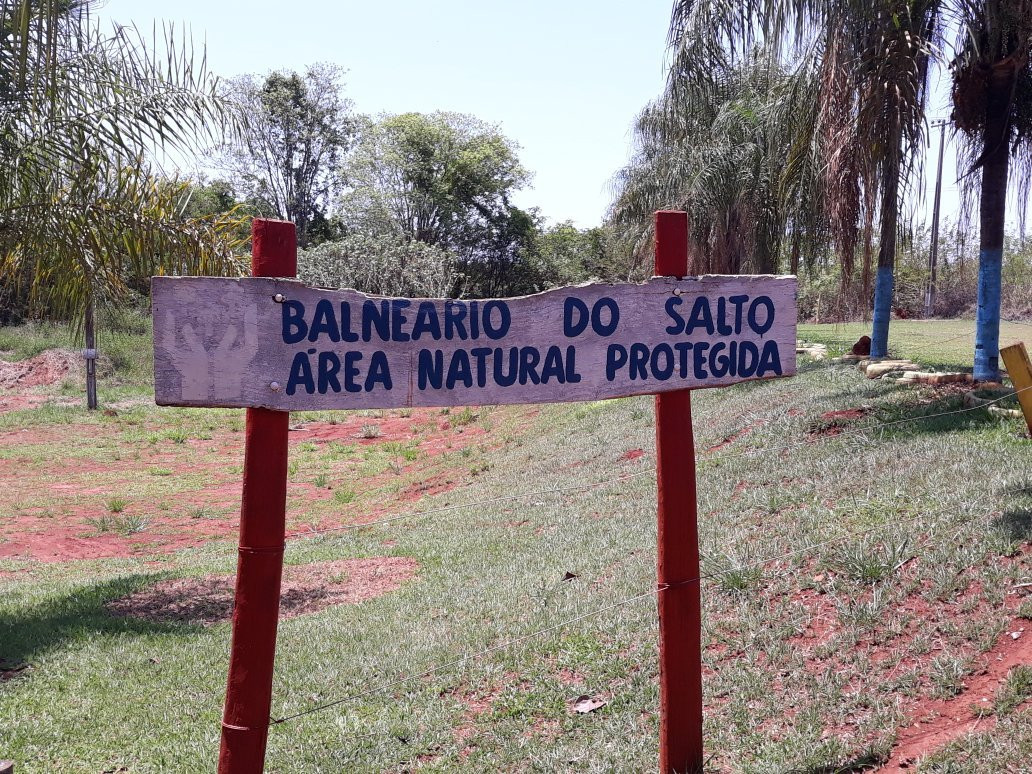 BALNEARIO DO SALTO
ÁREA NATURAL PROTEGIDA